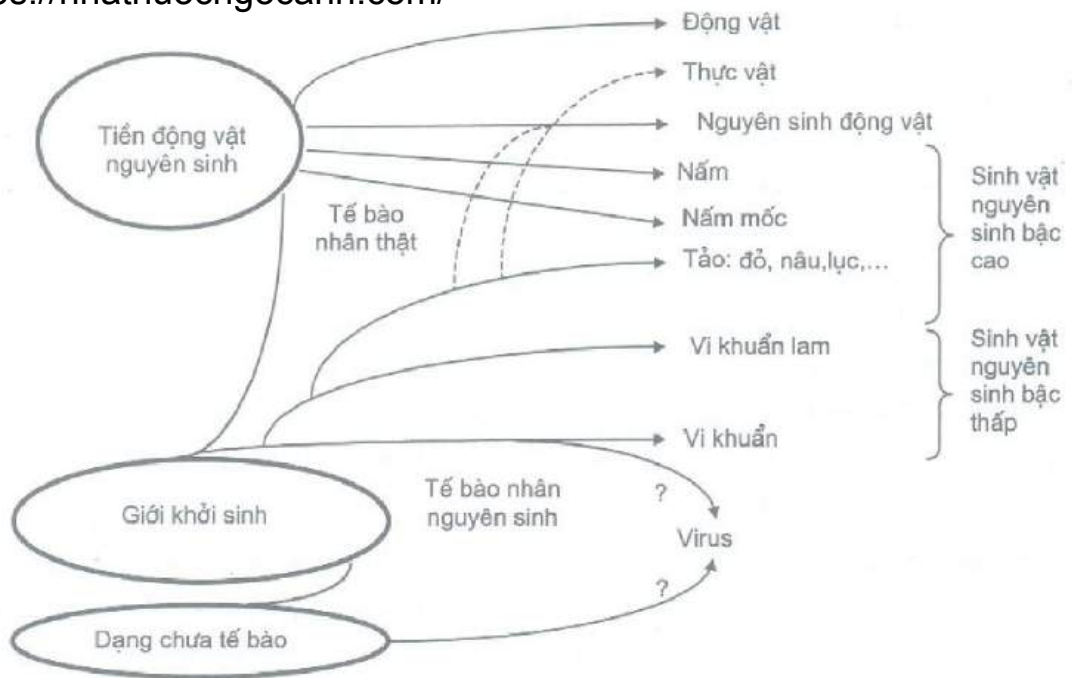 Động vật
Thực vật
Nguyên sinh động vật
Nấm
Nấm mốc
Tảo: đỏ, nâu,lục,...
Vi khuẩn lam
Vi khuẩn
Virus
Tiền động vật
nguyên sinh
Tế bào
nhân thật
Sinh vật
nguyên
sinh bậc
cao
Sinh vật
nguyên
sinh bậc
thấp
Giới khởi sinh
Tế bào nhân
nguyên sinh
?
?
Dạng chưa tế bào